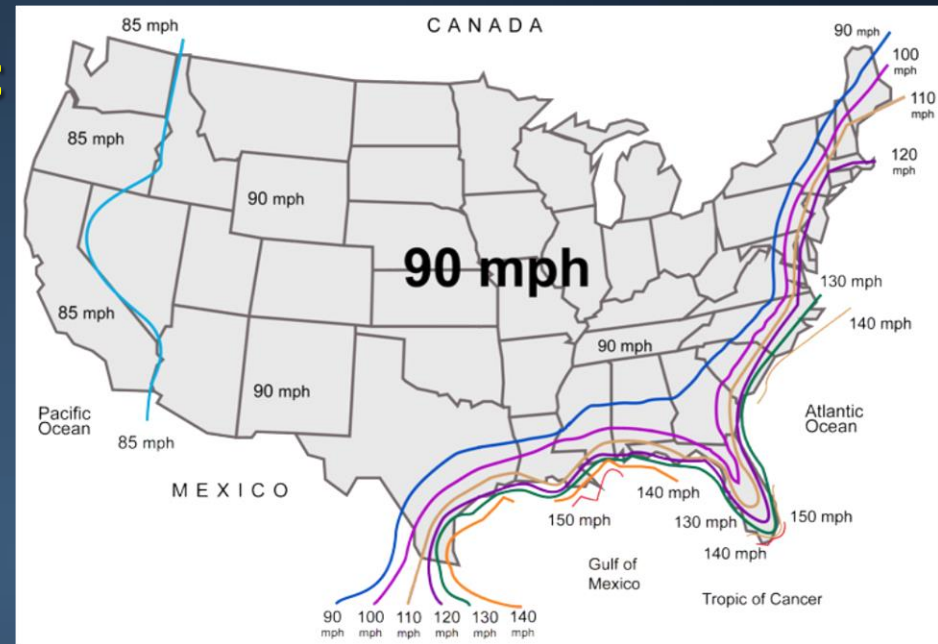 85 mph
CANADA
90 mph
100
mph
110
mph
120
mph
85 mph
90 mph
90 mph
130 mph
85 mph
140 mph
90 mph
90 mph
Pacific
Ocean
Atlantic
Ocean
85 mph
MEXICO
140 mph
150 mph
130 mph
150 mph
140 mph
Gulf of
Mexico
Tropic of Cancer
90
mph
100
mph
110
mph
120
mph
130
mph
140
mph